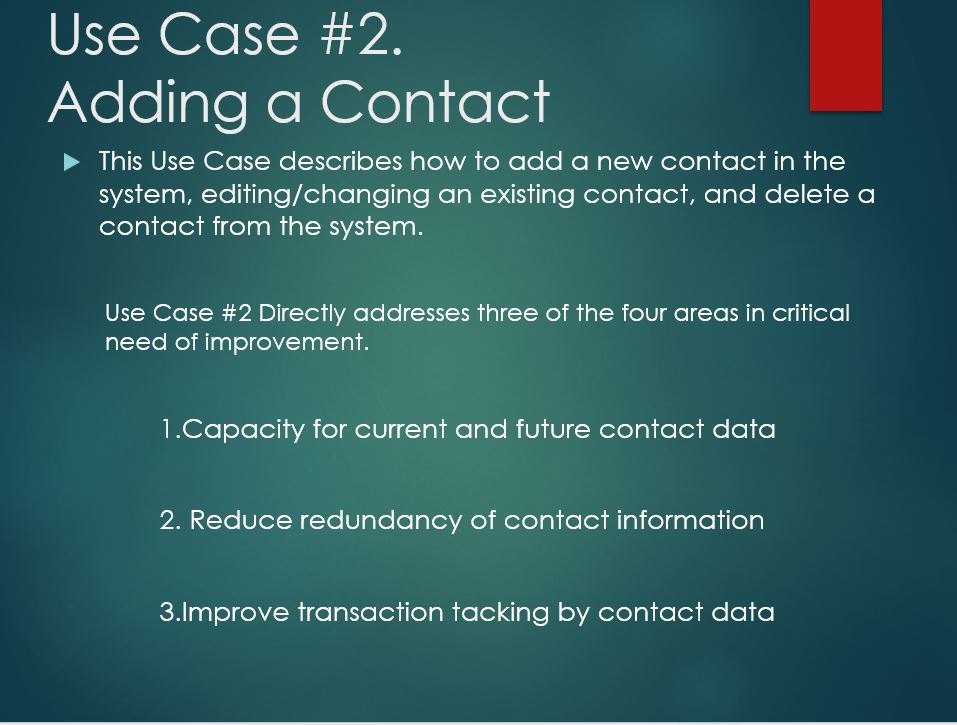 Use Case #2.
Adding a Contact
This Use Case describes how to add a new contact in the
system, editing/changing an existing contact, and delete a
contact from the system.
Use Case #2 Directly addresses three of the four areas in critical
need of improvement.
1.Capacity for current and future contact data
2. Reduce redundancy of contact information
3.Improve transaction tacking by contact data